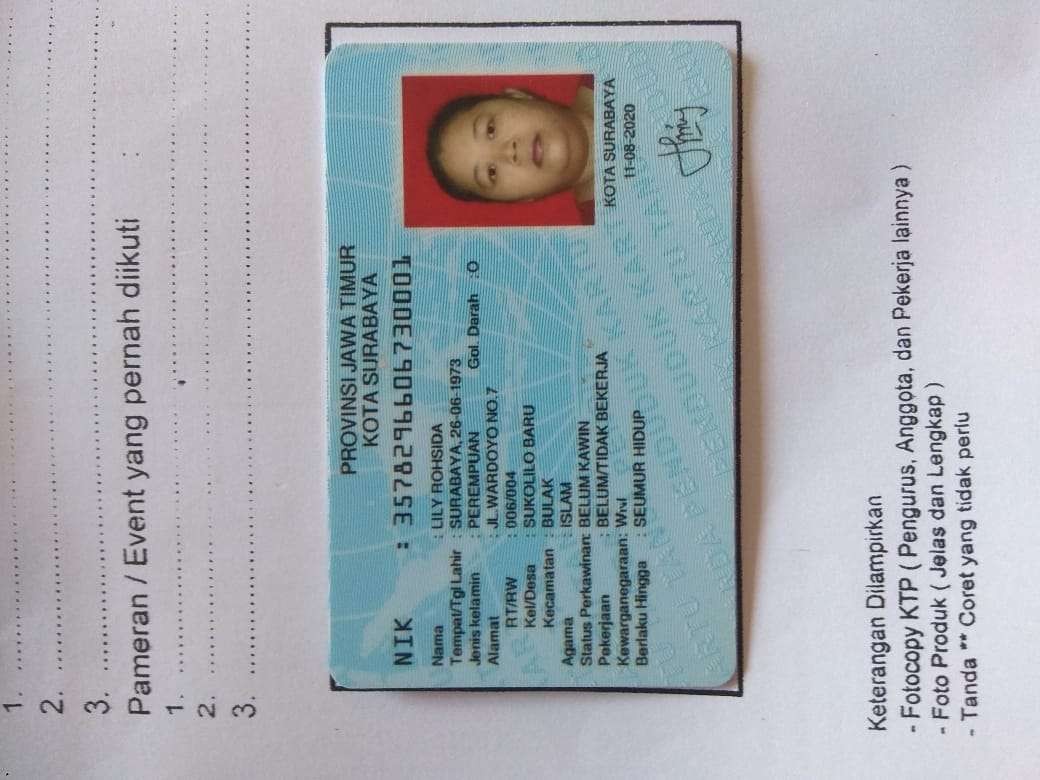 1. ........................
2. ........................
3. ........................
Pameran / Event yang pernah diikuti :
1. ........................
2. ........................
3. ........................
PROVINSI JAWA TIMUR
KOTA SURABAYA
NIK : 3578296606730001
Nama : LILY ROHSIDA
Tempat/Tgl Lahir : SURABAYA, 26-06-1973
Jenis kelamin : PEREMPUAN Gol. Darah :O
Alamat : JL.WARDOYO NO.7
RT/RW : 006/004
Kel/Desa : SUKOLILO BARU
Kecamatan : BULAK
Agama : ISLAM
Status Perkawinan: BELUM KAWIN
Pekerjaan : BELUM/TIDAK BEKERJA
Kewarganegaraan: WNI
Berlaku Hingga : SEUMUR HIDUP
KOTA SURABAYA
11-08-2020
Keterangan Dilampirkan
- Fotocopy KTP ( Pengurus, Anggota, dan Pekerja lainnya )
- Foto Produk ( Jelas dan Lengkap )
- Tanda ** Coret yang tidak perlu